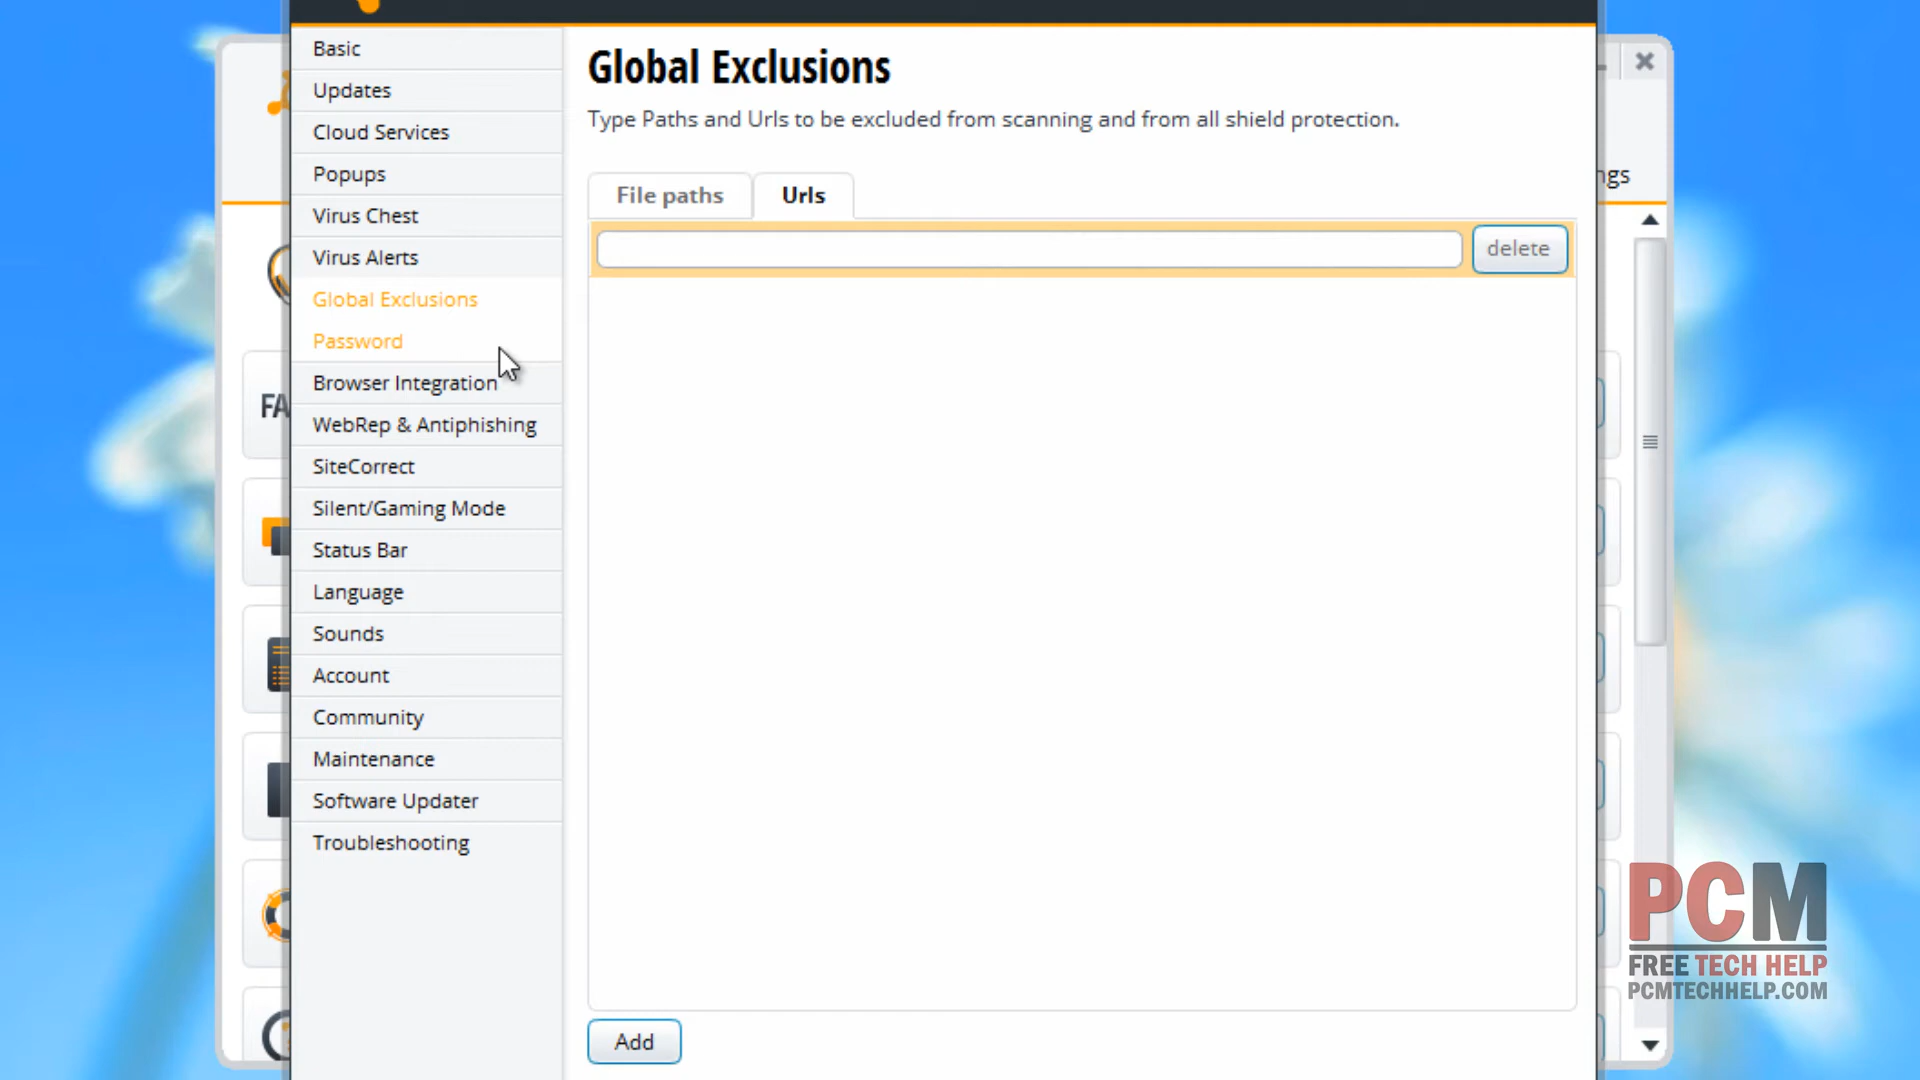 Basic
Updates
Cloud Services
Popups
Virus Chest
Virus Alerts
Global Exclusions
Password
Browser Integration
WebRep & Antiphishing
SiteCorrect
Silent/Gaming Mode
Status Bar
Language
Sounds
Account
Community
Maintenance
Software Updater
Troubleshooting
Global Exclusions
Type Paths and Urls to be excluded from scanning and from all shield protection.
File paths Urls
delete
Add
FA
ngs
PCM
FREE TECH HELP
PCMTECHHELP.COM